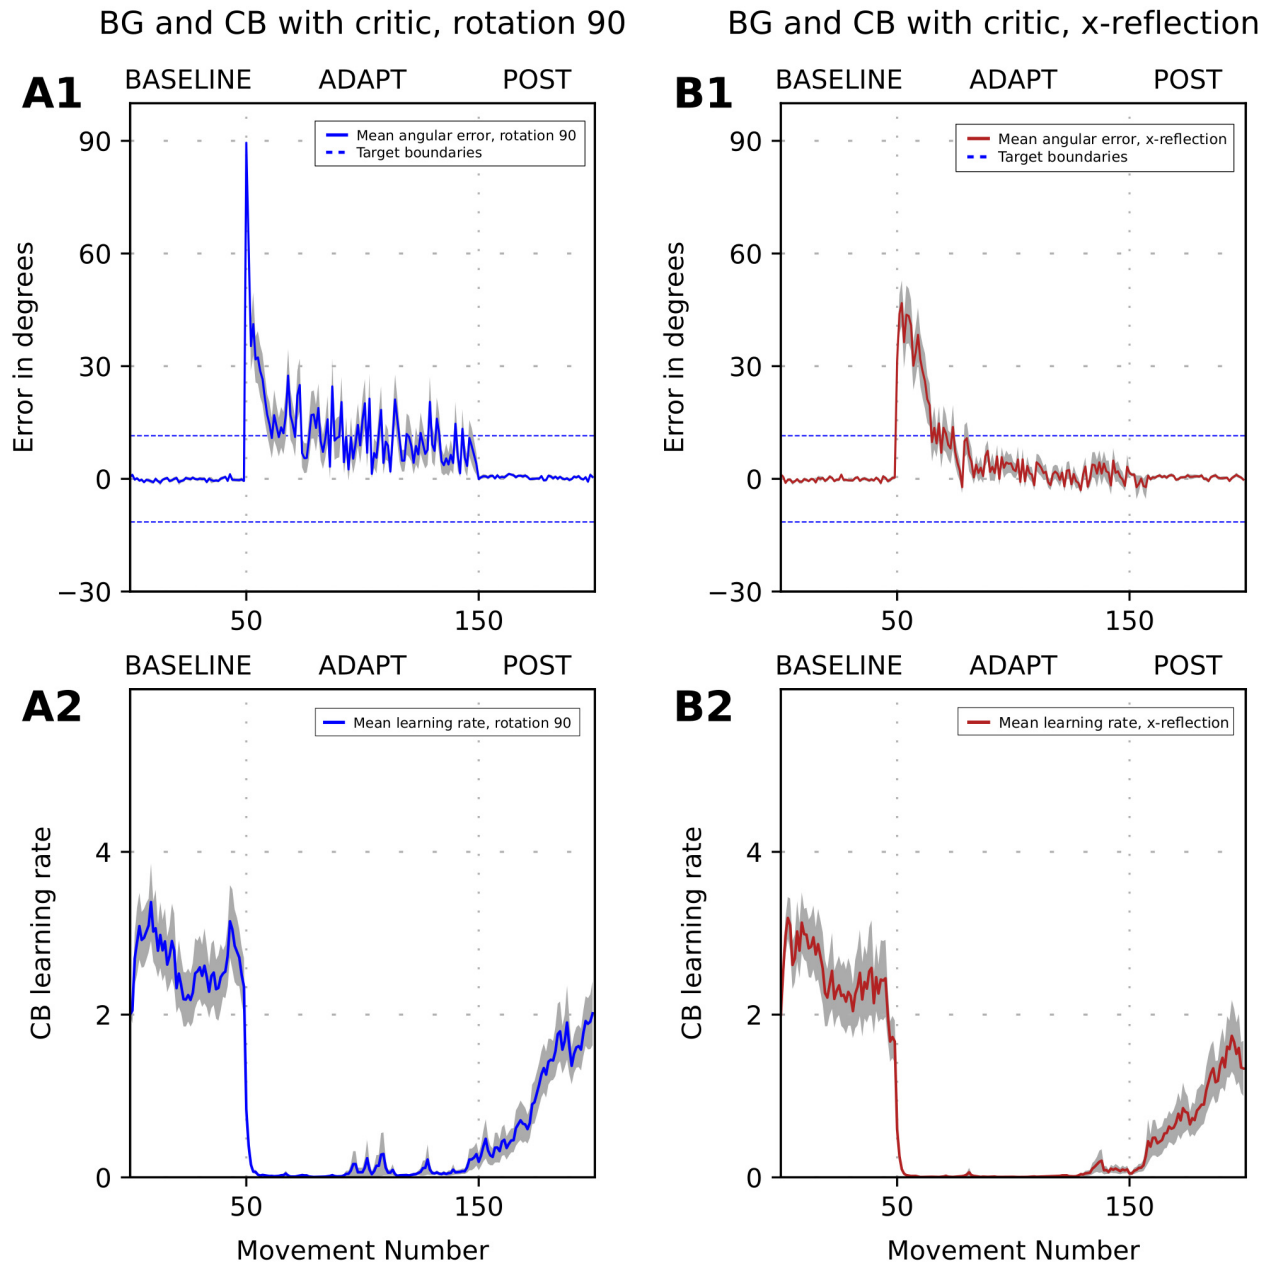 BG and CB with critic, rotation 90
BG and CB with critic, x-reflection
A1
BASELINE ADAPT POST
Mean angular error, rotation 90
Target boundaries
Error in degrees
90
60
30
0
−30
50 150
B1
BASELINE ADAPT POST
Mean angular error, x-reflection
Target boundaries
Error in degrees
90
60
30
0
−30
50 150
A2
BASELINE ADAPT POST
Mean learning rate, rotation 90
CB learning rate
4
2
0
50 150
Movement Number
B2
BASELINE ADAPT POST
Mean learning rate, x-reflection
CB learning rate
4
2
0
50 150
Movement Number